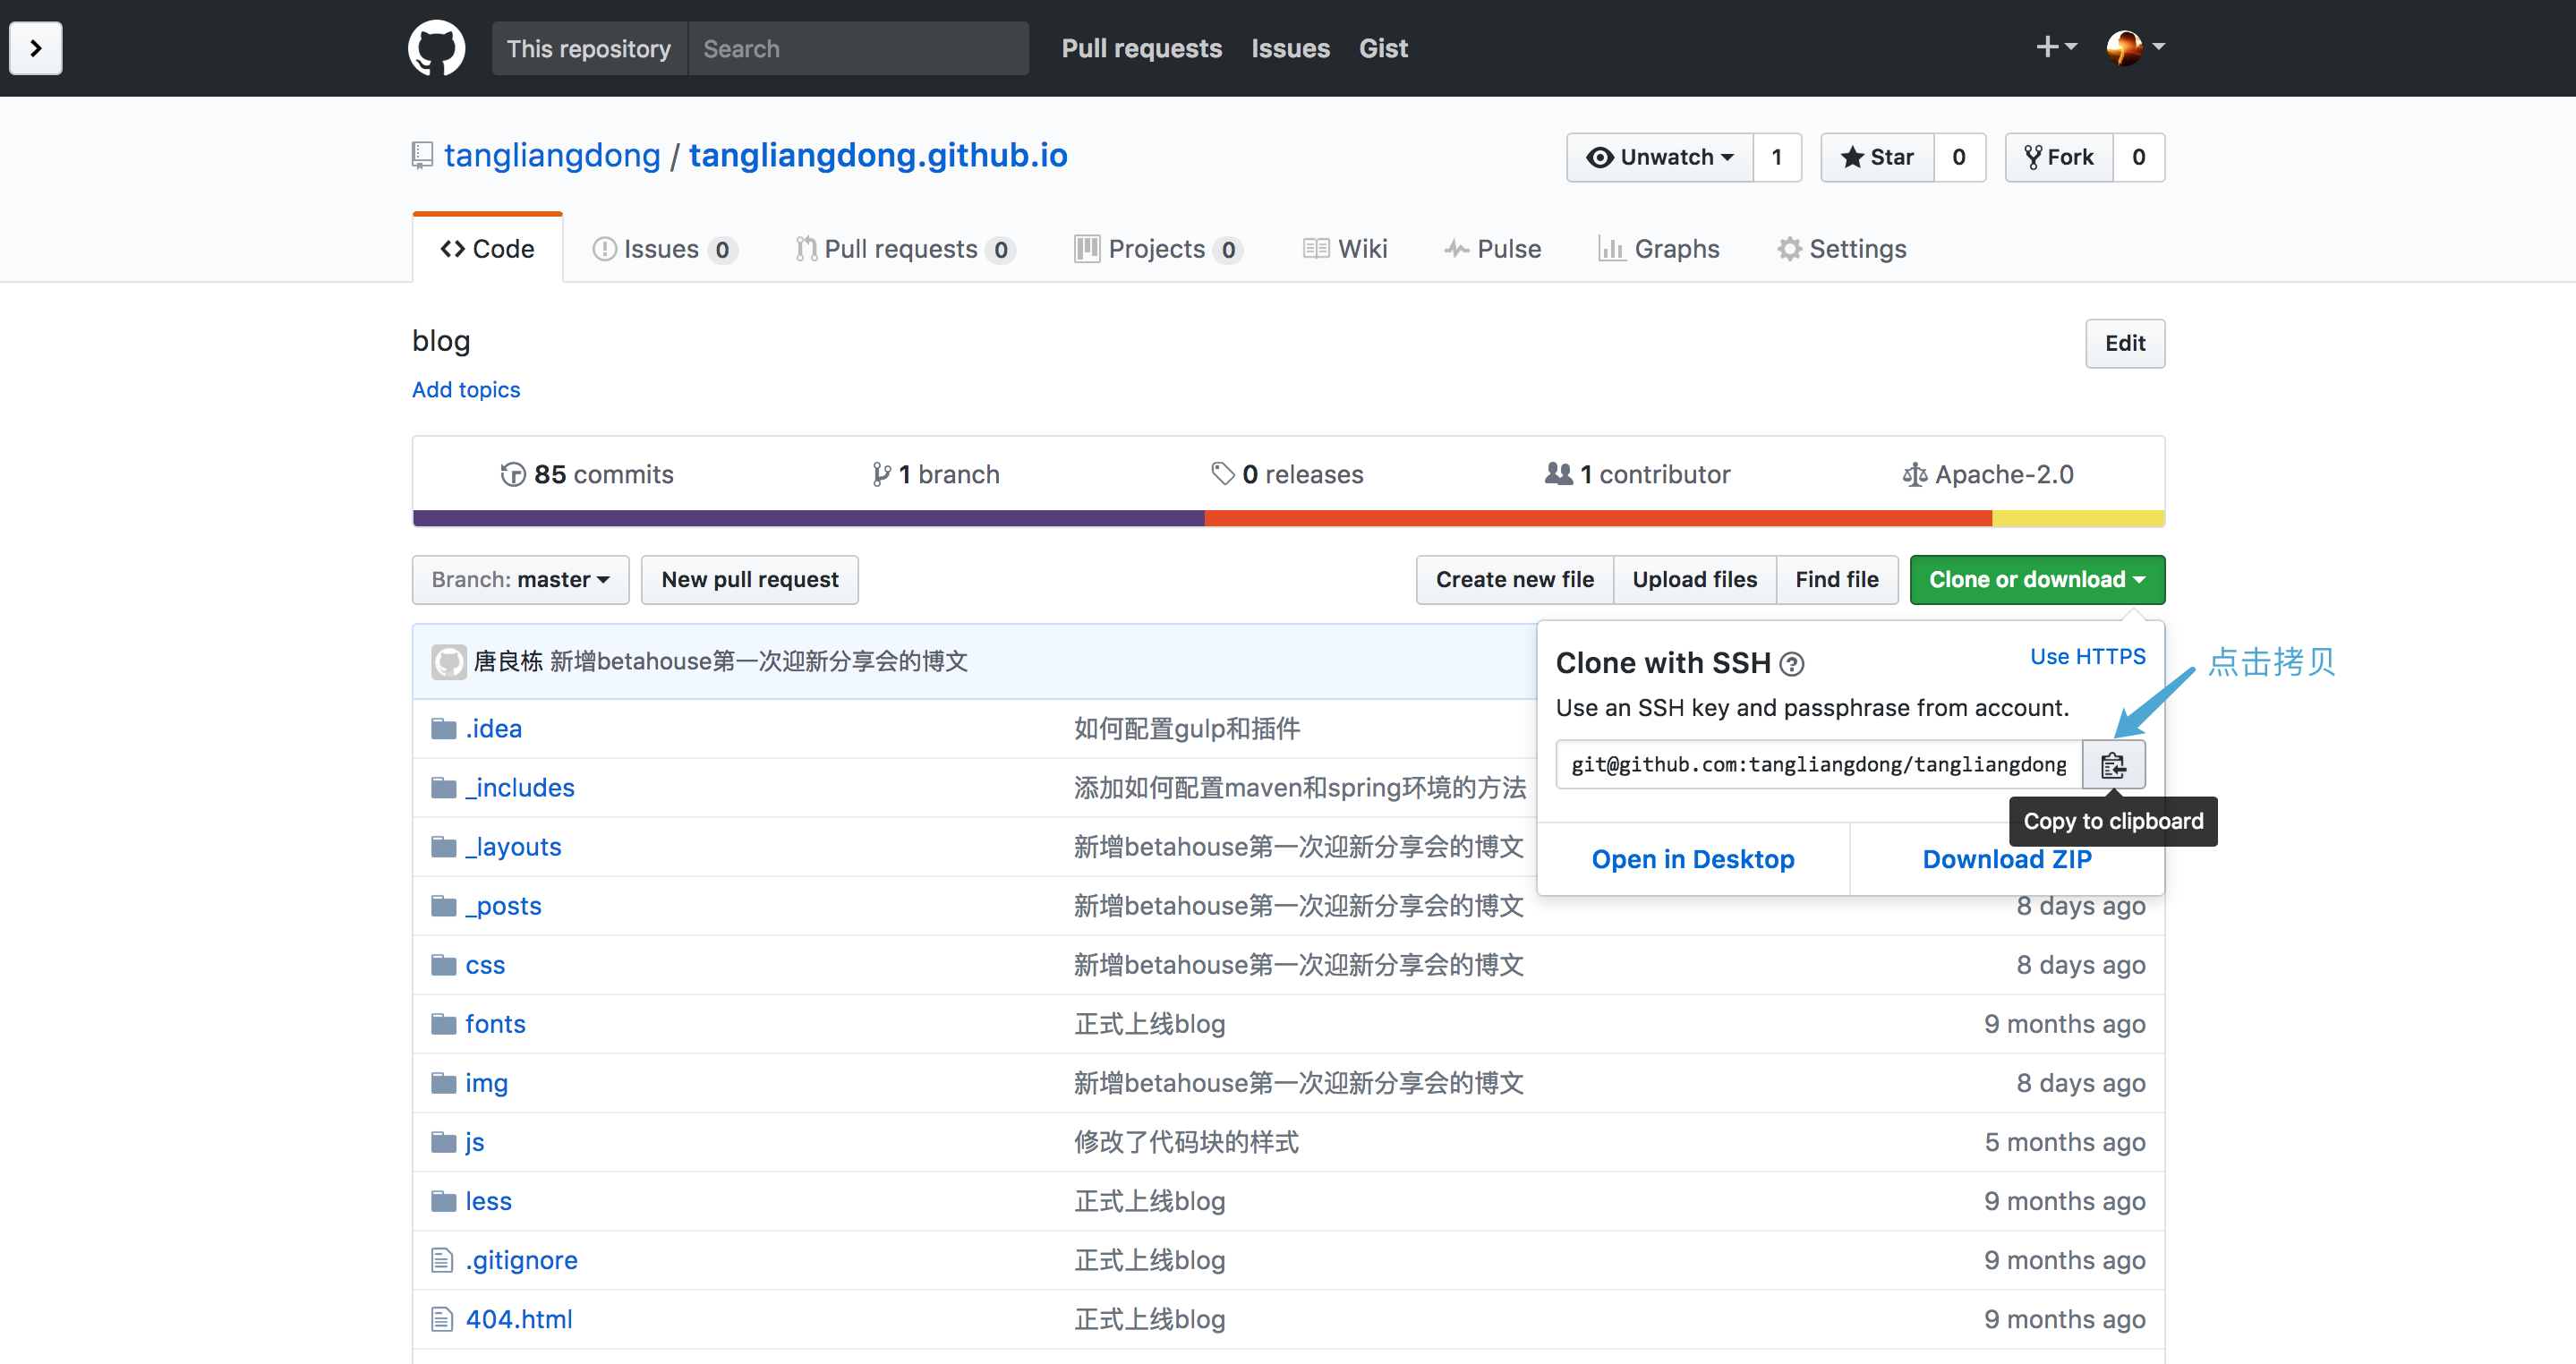 This repository Search Pull requests Issues Gist
tangliangdong / tangliangdong.github.io Unwatch 1 Star 0 Fork 0
Code Issues 0 Pull requests 0 Projects 0 Wiki Pulse Graphs Settings
blog Edit
Add topics
85 commits 1 branch 0 releases 1 contributor Apache-2.0
Branch: master New pull request Create new file Upload files Find file Clone or download
唐良栋 新增betahouse第一次迎新分享会的博文
Clone with SSH Use HTTPS
点击拷贝
Use an SSH key and passphrase from account.
git@github.com:tangliangdong/tangliangdong
Copy to clipboard
Open in Desktop Download ZIP
.idea 如何配置gulp和插件
_includes 添加如何配置maven和spring环境的方法
_layouts 新增betahouse第一次迎新分享会的博文
_posts 新增betahouse第一次迎新分享会的博文 8 days ago
css 新增betahouse第一次迎新分享会的博文 8 days ago
fonts 正式上线blog 9 months ago
img 新增betahouse第一次迎新分享会的博文 8 days ago
js 修改了代码块的样式 5 months ago
less 正式上线blog 9 months ago
.gitignore 正式上线blog 9 months ago
404.html 正式上线blog 9 months ago